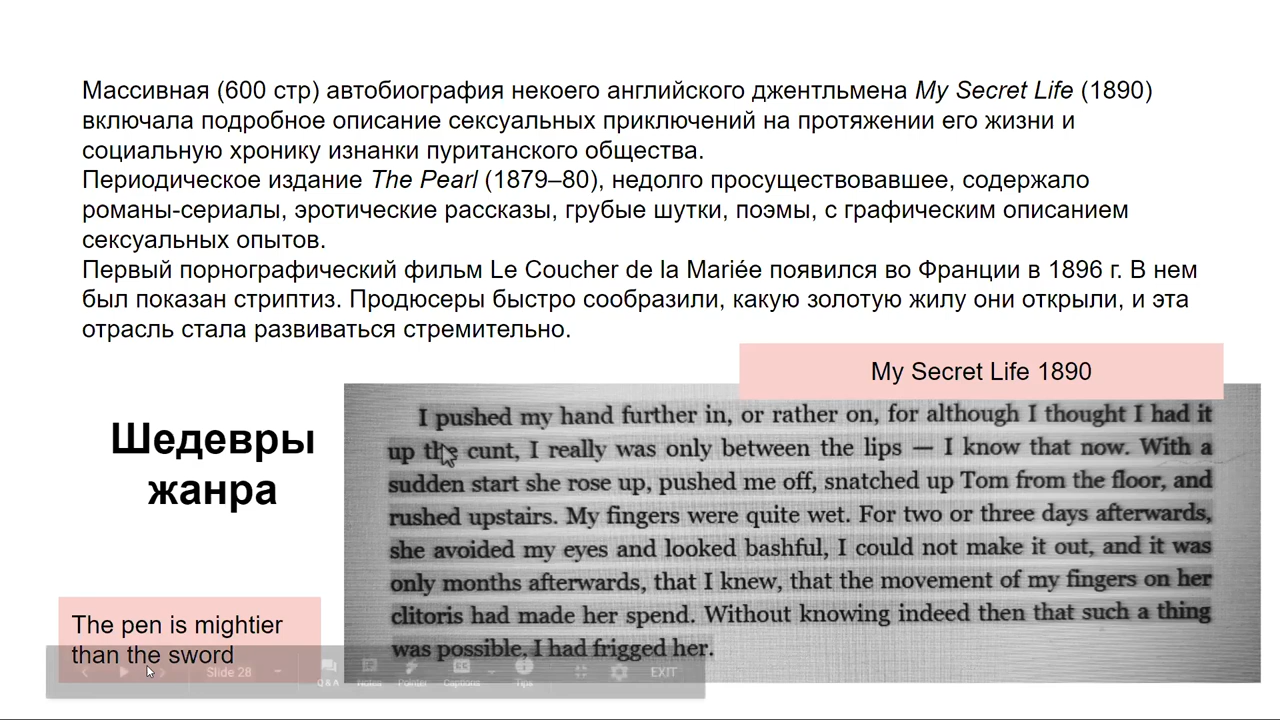 Массивная (600 стр) автобиография некоего английского джентльмена My Secret Life (1890)
включала подробное описание сексуальных приключений на протяжении его жизни и
социальную хронику изнанки пуританского общества.
Периодическое издание The Pearl (1879–80), недолго просуществовавшее, содержало
романы-сериалы, эротические рассказы, грубые шутки, поэмы, с графическим описанием
сексуальных опытов.
Первый порнографический фильм Le Coucher de la Mariée появился во Франции в 1896 г. В нем
был показан стриптиз. Продюсеры быстро сообразили, какую золотую жилу они открыли, и эта
отрасль стала развиваться стремительно.
My Secret Life 1890
Шедевры
жанра
I pushed my hand further in, or rather on, for although I thought I had it
up the cunt, I really was only between the lips — I know that now. With a
sudden start she rose up, pushed me off, snatched up Tom from the floor, and
rushed upstairs. My fingers were quite wet. For two or three days afterwards,
she avoided my eyes and looked bashful, I could not make it out, and it was
only months afterwards, that I knew, that the movement of my fingers on her
clitoris had made her spend. Without knowing indeed then that such a thing
was possible, I had frigged her.
The pen is mightier
than the sword
Slide 28
Q & A Notes Pointer Captions Tips EXIT